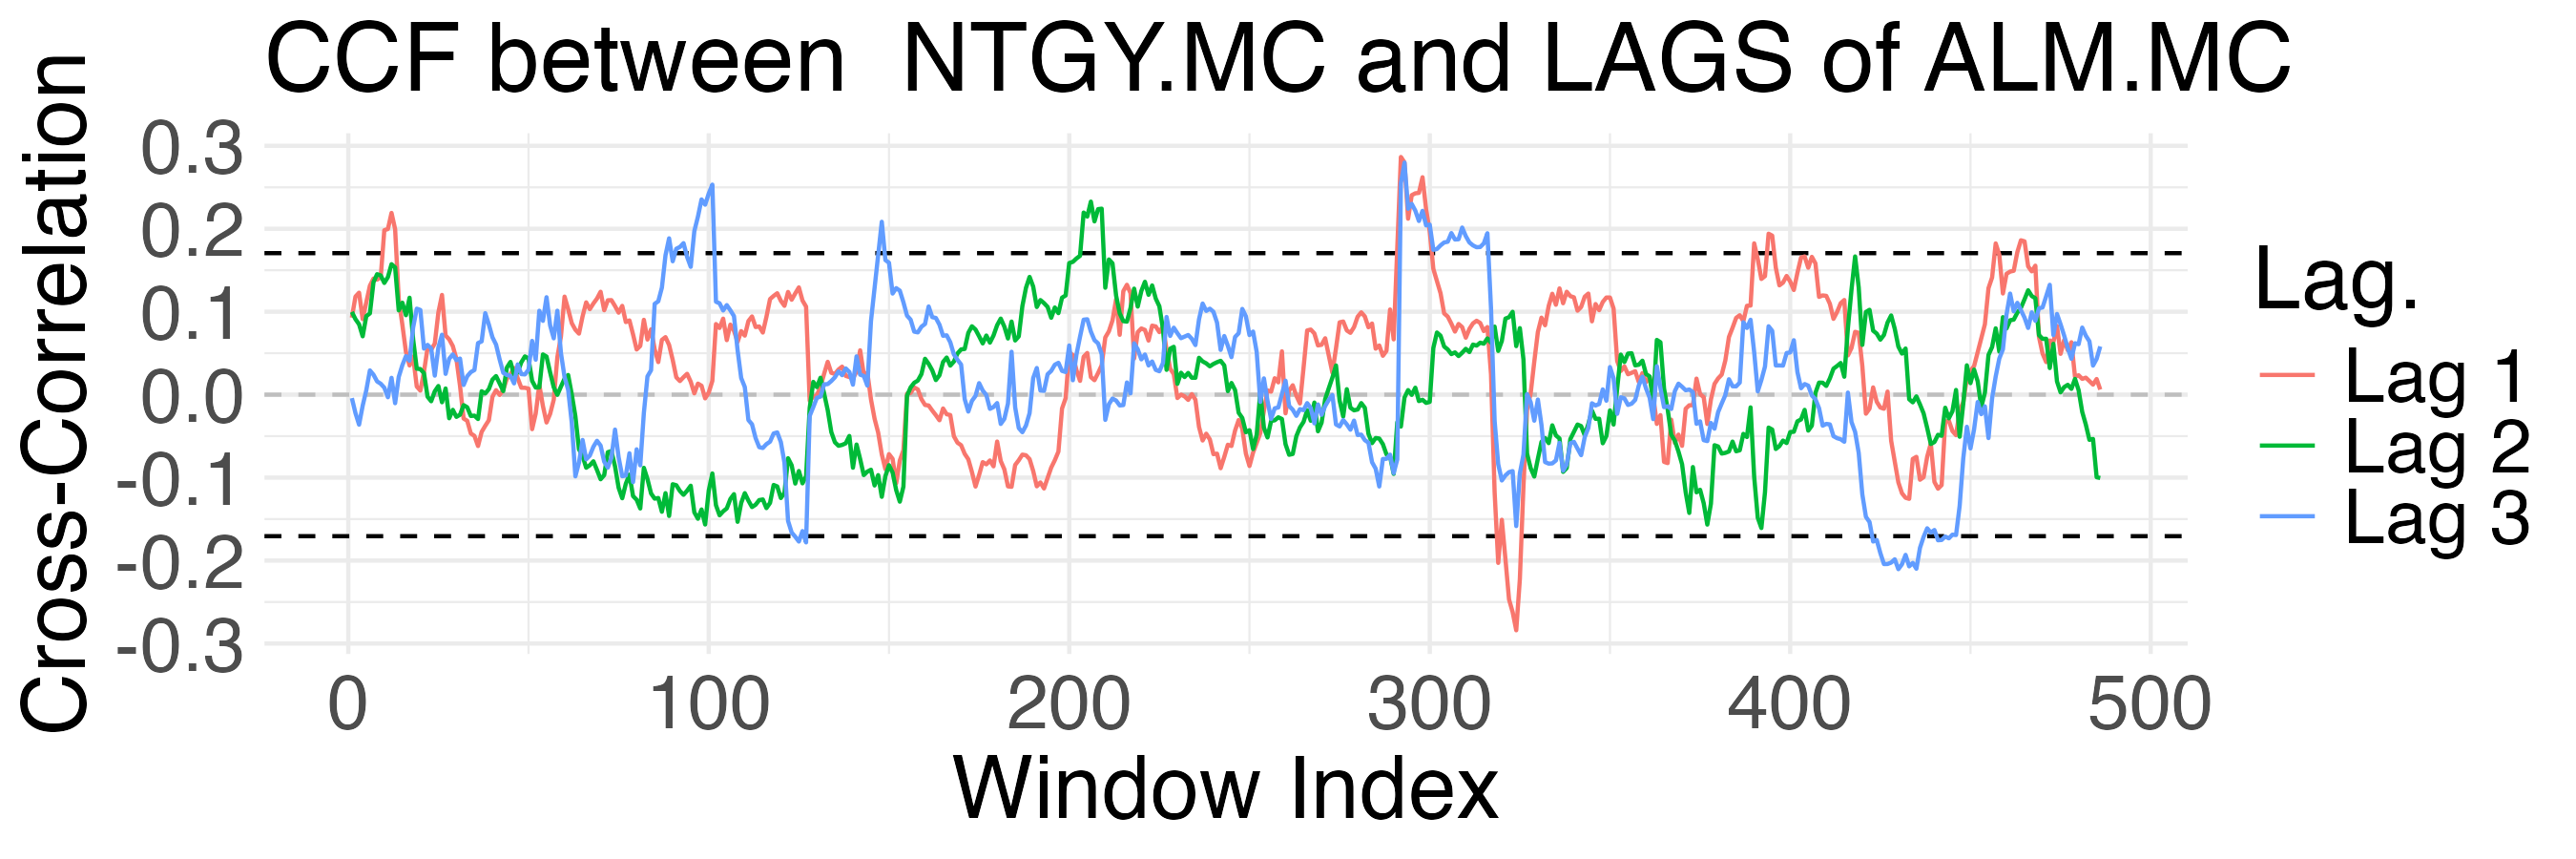 CCF between  NTGY.MC and LAGS of ALM.MC
Cross-Correlation
0.3
0.2
0.1
0.0
-0.1
-0.2
-0.3
0 100 200 300 400 500
Window Index
Lag.
Lag 1
Lag 2
Lag 3